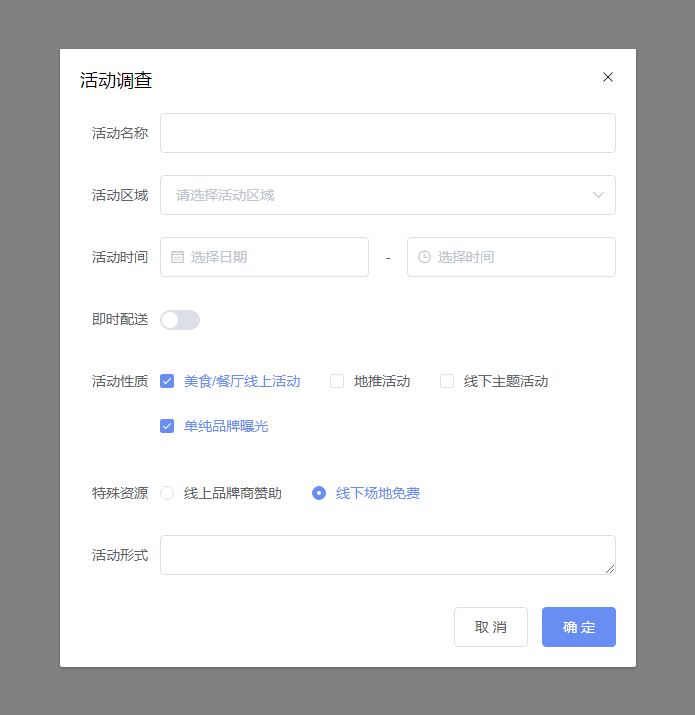 活动调查
活动名称
活动区域 请选择活动区域
活动时间 选择日期 - 选择时间
即时配送
活动性质 美食/餐厅线上活动 地推活动 线下主题活动
单纯品牌曝光
特殊资源 线上品牌商赞助 线下场地免费
活动形式
取 消 确 定